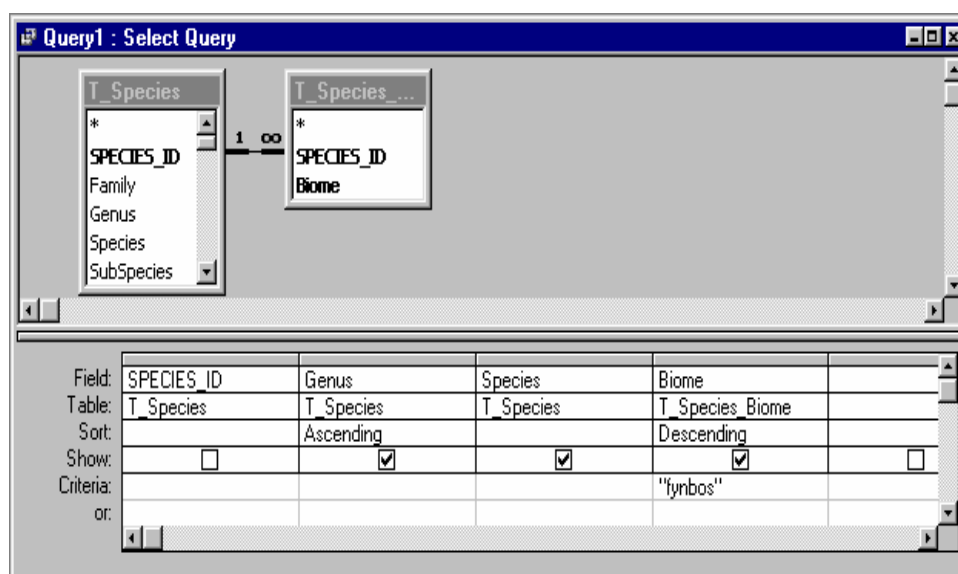 Query1 : Select Query
T_Species
*
SPECIES_ID
Family
Genus
Species
SubSpecies
1 ∞
T_Species_...
*
SPECIES_ID
Biome
Field: SPECIES_ID Genus Species Biome
Table: T_Species T_Species T_Species T_Species_Biome
Sort: Ascending Descending
Show:
Criteria: "fynbos"
or: